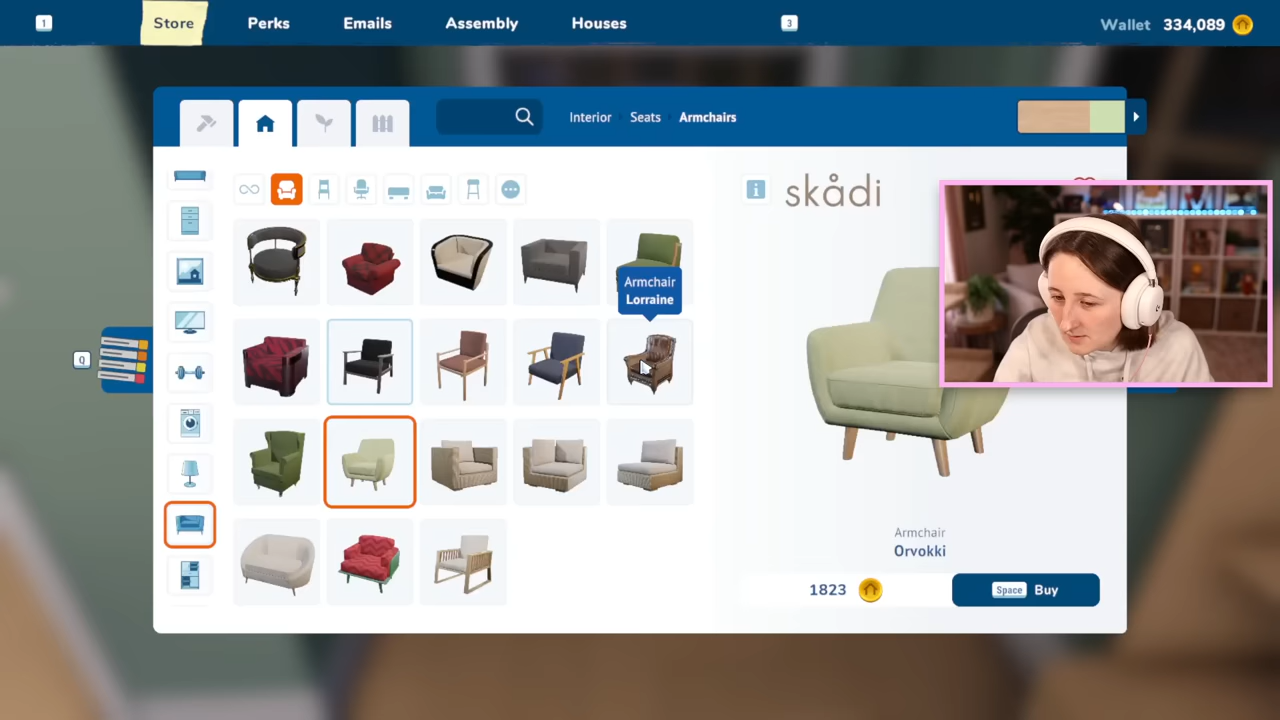 1
Store
Perks
Emails
Assembly
Houses
3
Wallet 334,089
Interior Seats Armchairs
i skådi
Armchair
Lorraine
Q
Armchair
Orvokki
1823
Space Buy